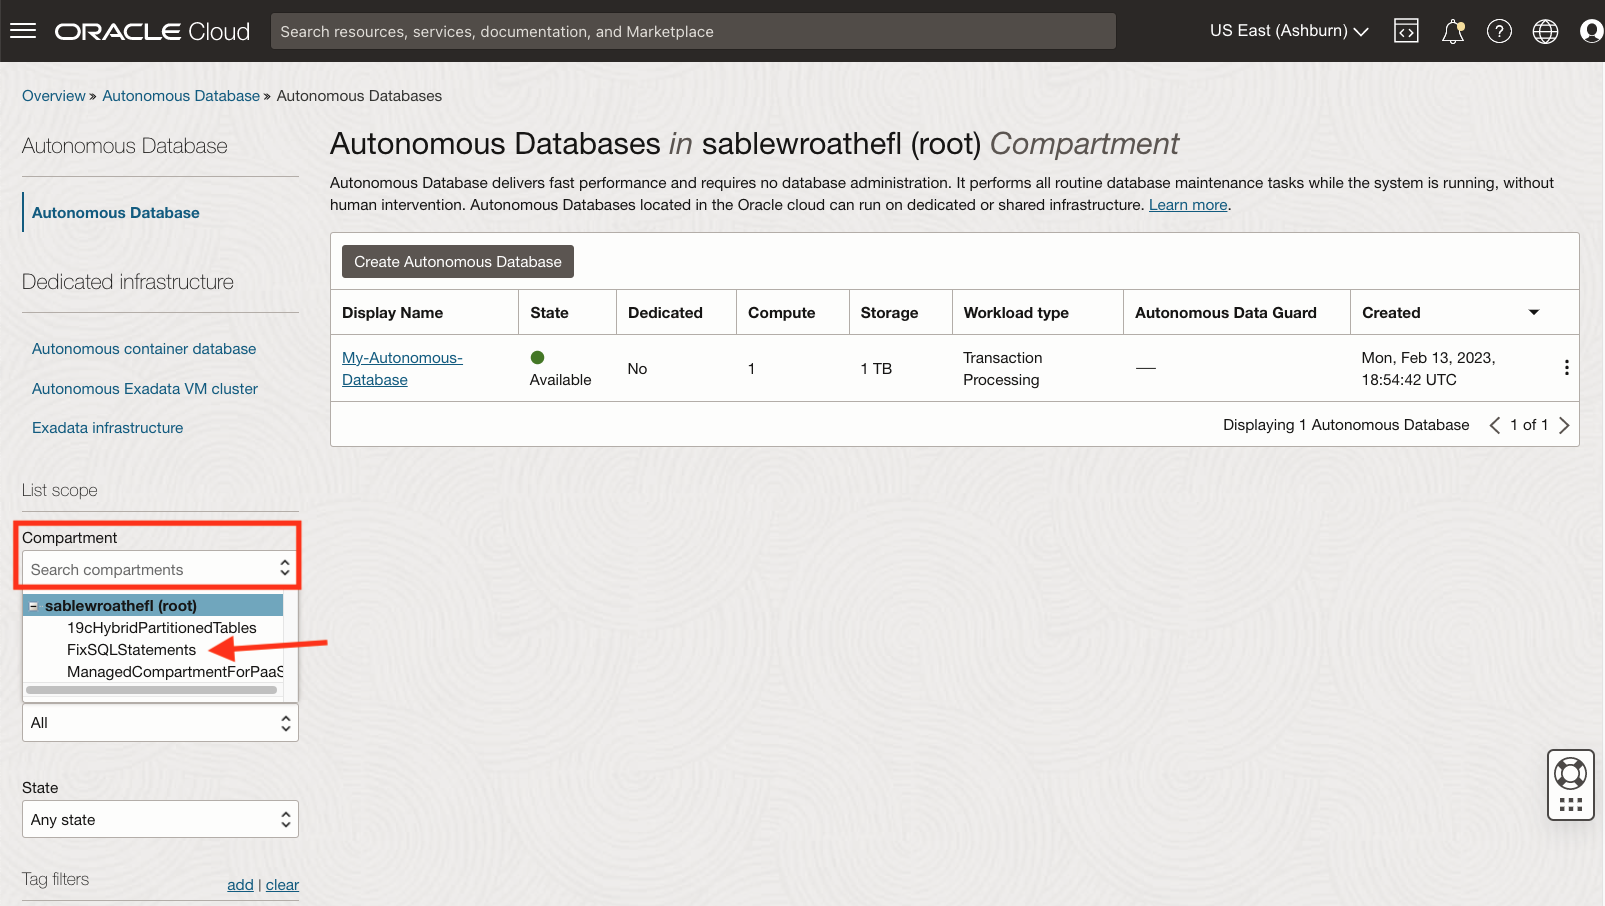 ORACLE Cloud
Search resources, services, documentation, and Marketplace
US East (Ashburn)
Overview » Autonomous Database » Autonomous Databases
Autonomous Database
Autonomous Database
Dedicated infrastructure
Autonomous container database
Autonomous Exadata VM cluster
Exadata infrastructure
List scope
Compartment
Search compartments
sablewroathefl (root)
19cHybridPartitionedTables
FixSQLStatements
ManagedCompartmentForPaaS
All
State
Any state
Tag filters
add | clear
Autonomous Databases in sablewroathefl (root) Compartment
Autonomous Database delivers fast performance and requires no database administration. It performs all routine database maintenance tasks while the system is running, without
human intervention. Autonomous Databases located in the Oracle cloud can run on dedicated or shared infrastructure. Learn more.
Create Autonomous Database
Display Name State Dedicated Compute Storage Workload type Autonomous Data Guard Created
My-Autonomous-
Database
Available
No
1
1 TB
Transaction
Processing
—
Mon, Feb 13, 2023,
18:54:42 UTC
Displaying 1 Autonomous Database 1 of 1